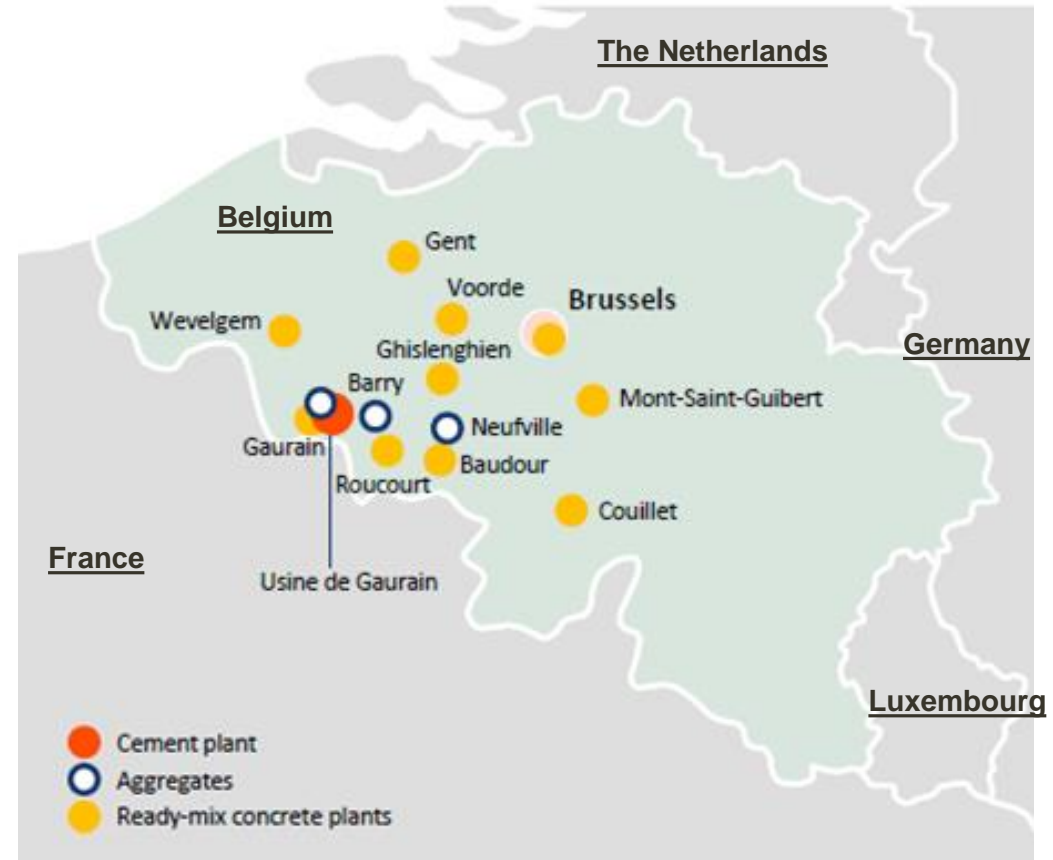 The Netherlands
Belgium
Gent
Voorde
Brussels
Wevelgem
Ghislenghien
Germany
Barry
Mont-Saint-Guibert
Gaurain
Neufville
Baudour
Roucourt
Couillet
France
Usine de Gaurain
Luxembourg
Cement plant
Aggregates
Ready-mix concrete plants